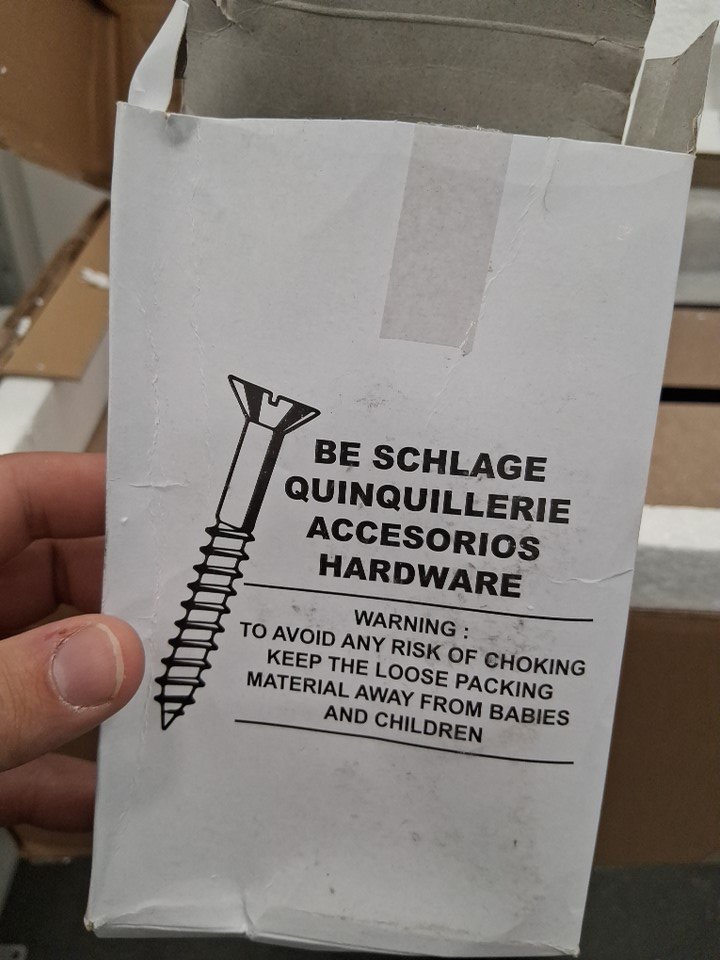 BE SCHLAGE
QUINQUILLERIE
ACCESORIOS
HARDWARE
WARNING :
TO AVOID ANY RISK OF CHOKING
KEEP THE LOOSE PACKING
MATERIAL AWAY FROM BABIES
AND CHILDREN